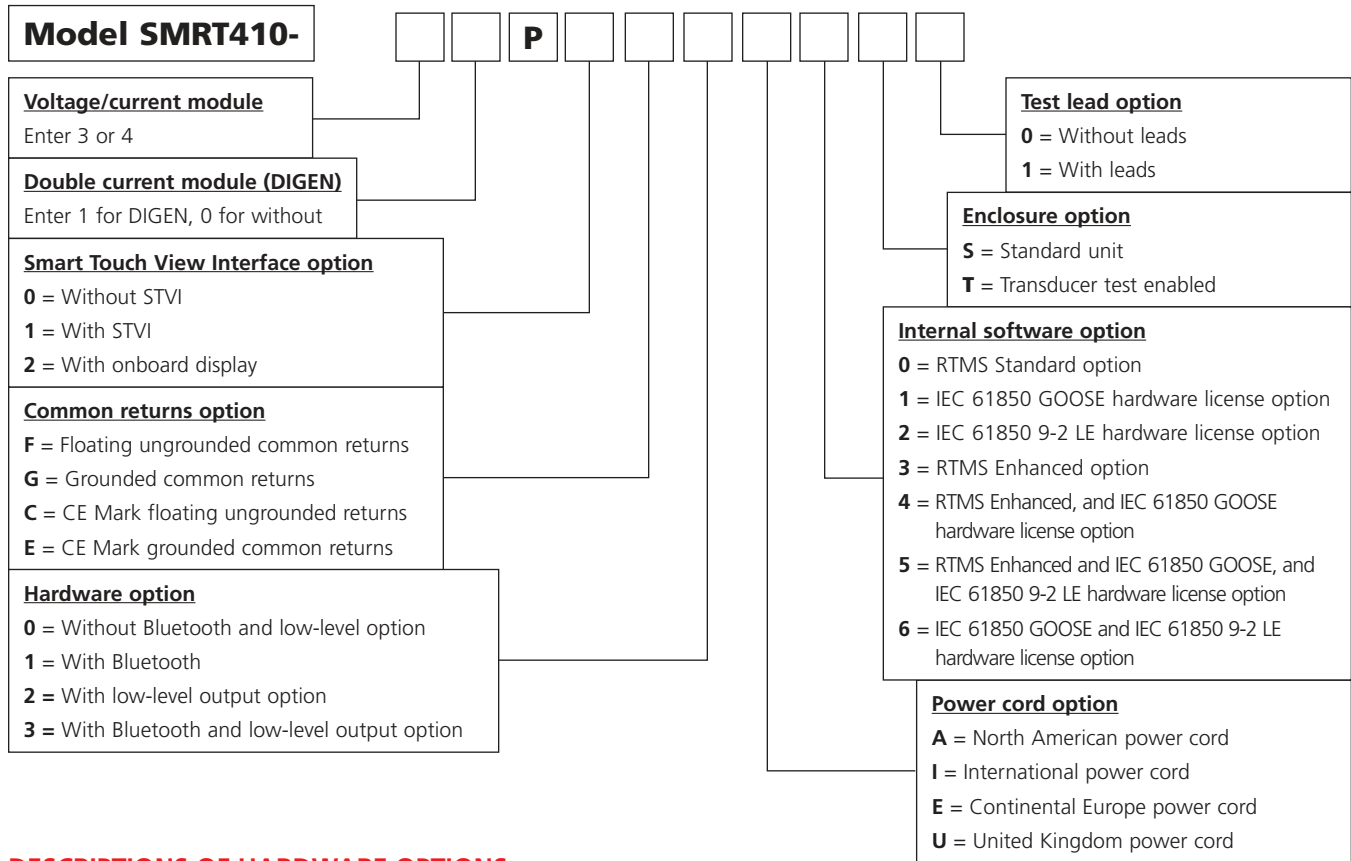 Model SMRT410-
P
Voltage/current module
Enter 3 or 4
Double current module (DIGEN)
Enter 1 for DIGEN, 0 for without
Smart Touch View Interface option
0 = Without STVI
1 = With STVI
2 = With onboard display
Common returns option
F = Floating ungrounded common returns
G = Grounded common returns
C = CE Mark floating ungrounded returns
E = CE Mark grounded common returns
Hardware option
0 = Without Bluetooth and low-level option
1 = With Bluetooth
2 = With low-level output option
3 = With Bluetooth and low-level output option
Test lead option
0 = Without leads
1 = With leads
Enclosure option
S = Standard unit
T = Transducer test enabled
Internal software option
0 = RTMS Standard option
1 = IEC 61850 GOOSE hardware license option
2 = IEC 61850 9-2 LE hardware license option
3 = RTMS Enhanced option
4 = RTMS Enhanced, and IEC 61850 GOOSE
hardware license option
5 = RTMS Enhanced and IEC 61850 GOOSE, and
IEC 61850 9-2 LE hardware license option
6 = IEC 61850 GOOSE and IEC 61850 9-2 LE
hardware license option
Power cord option
A = North American power cord
I = International power cord
E = Continental Europe power cord
U = United Kingdom power cord
DESCRIPTIONS OF HARDWARE OPTIONS